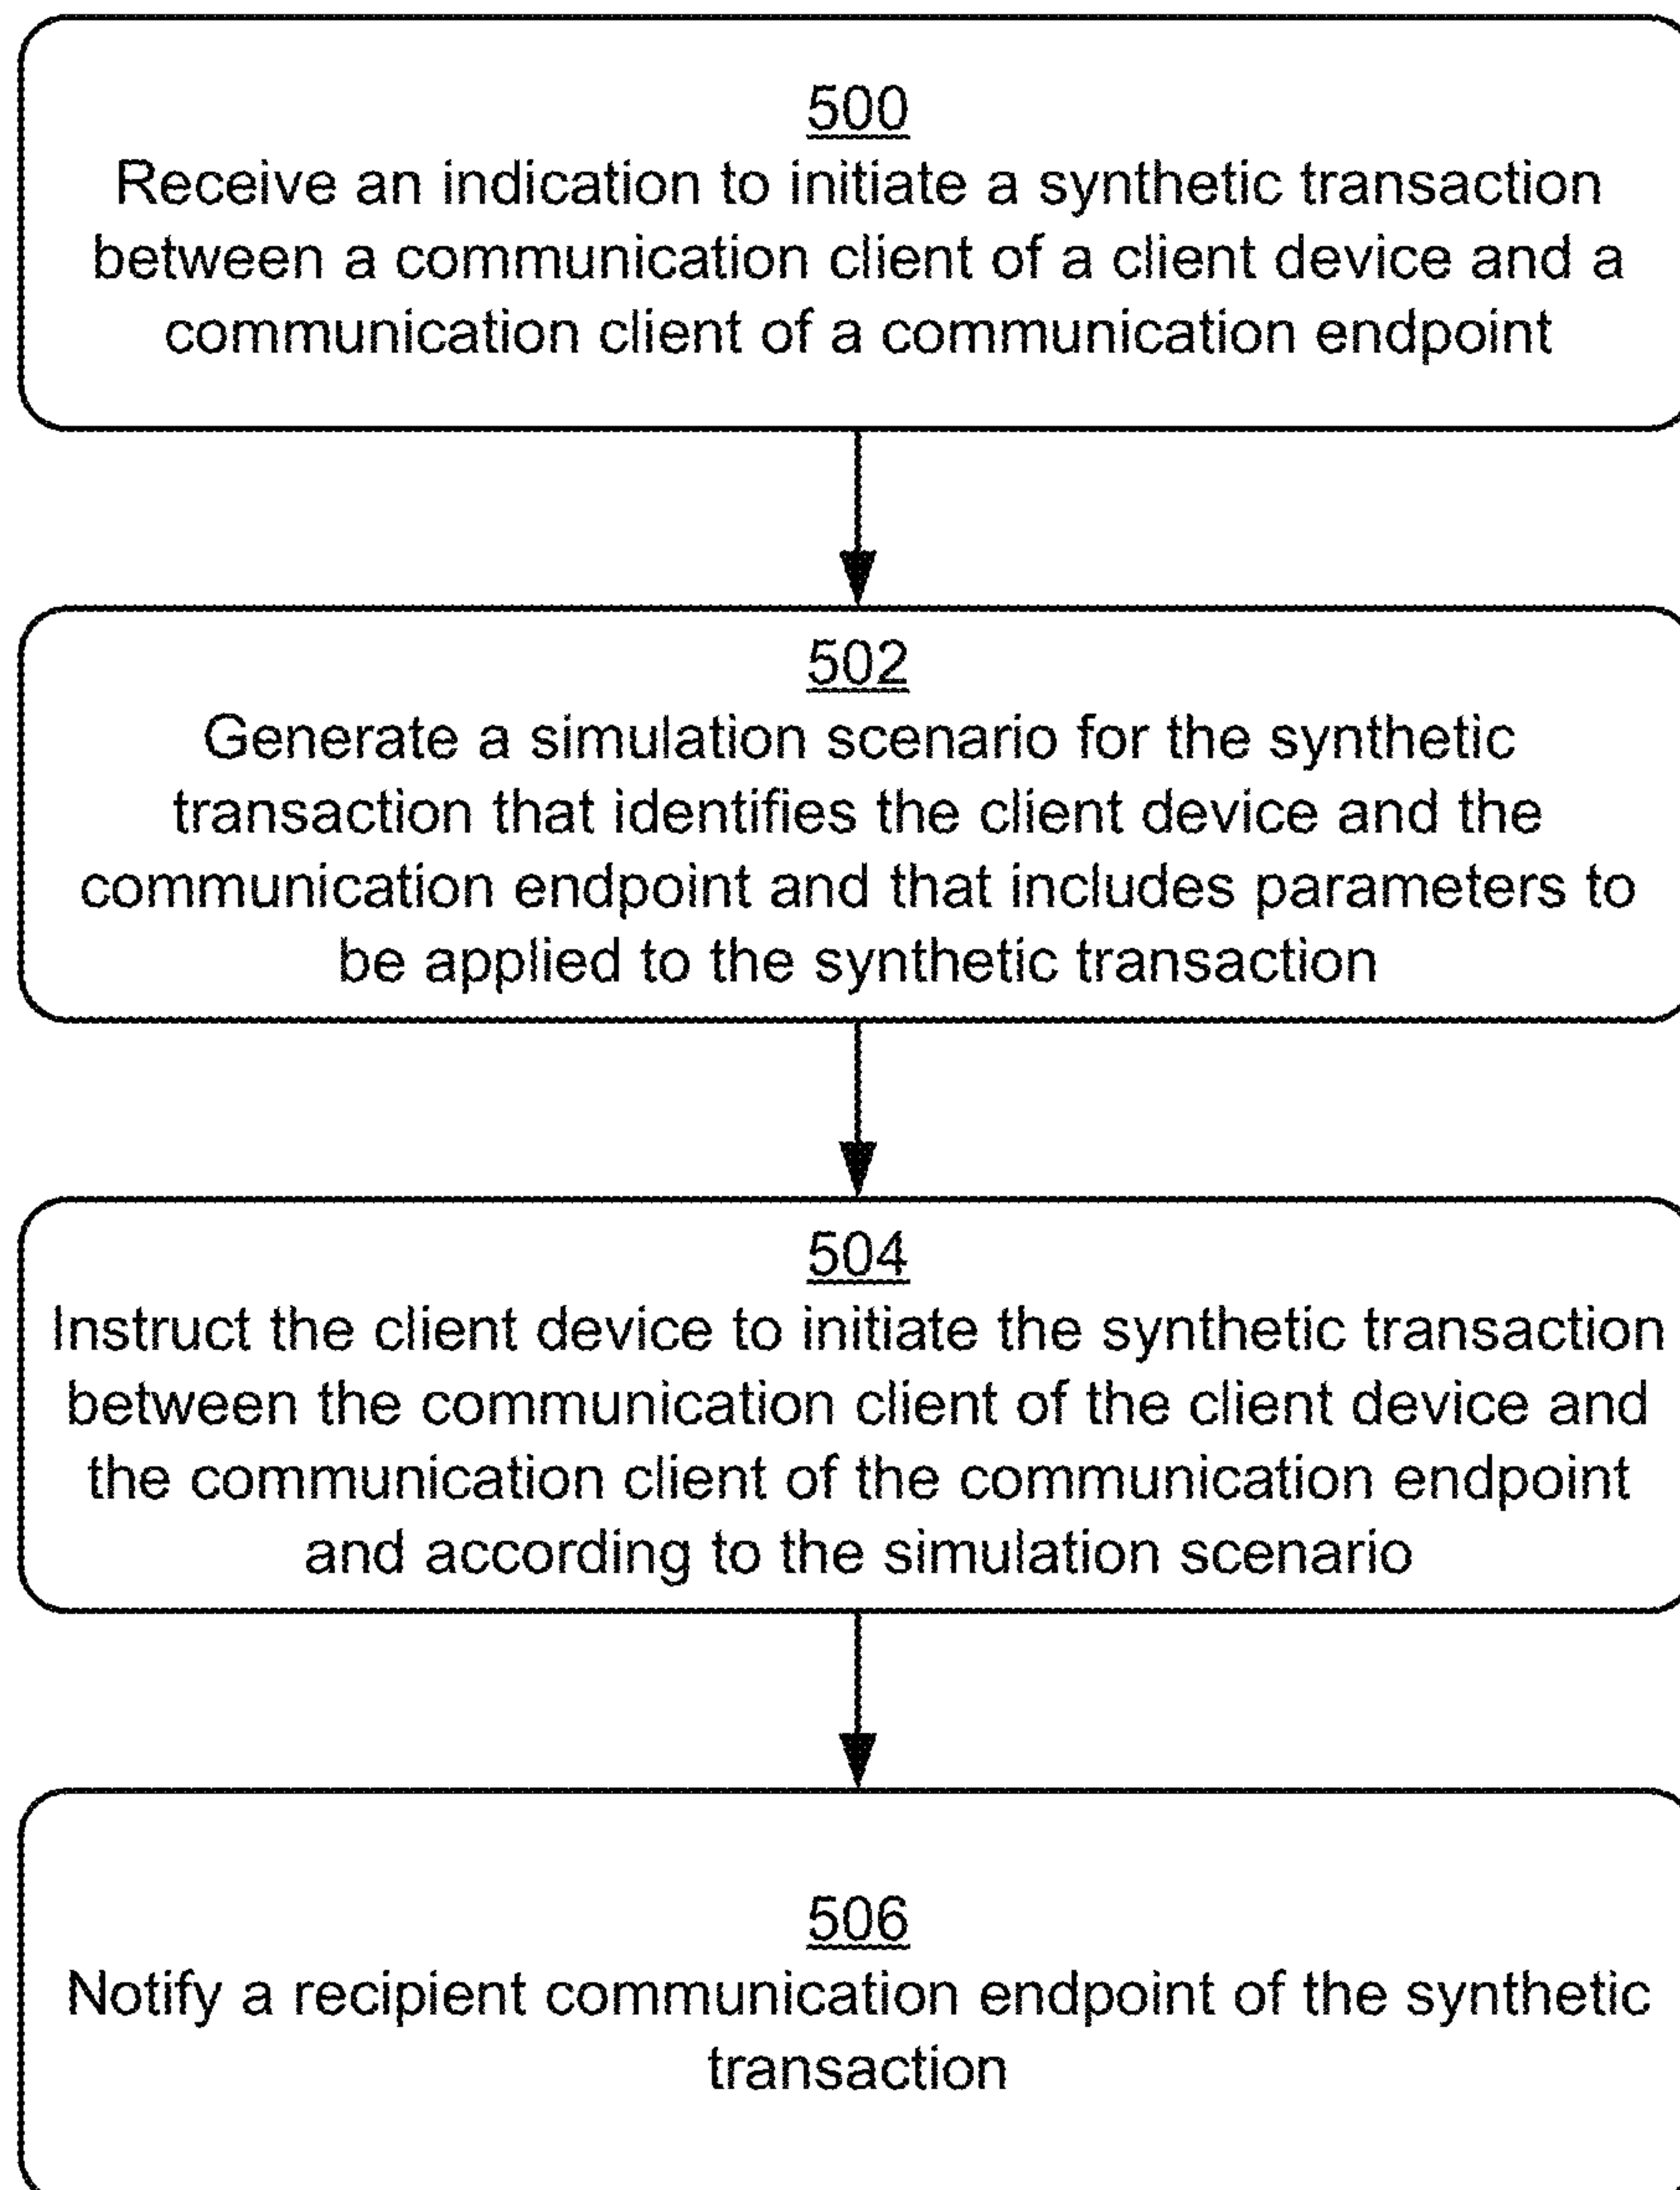 500
Receive an indication to initiate a synthetic transaction
between a communication client of a client device and a
communication client of a communication endpoint
502
Generate a simulation scenario for the synthetic
transaction that identifies the client device and the
communication endpoint and that includes parameters to
be applied to the synthetic transaction
504
Instruct the client device to initiate the synthetic transaction
between the communication client of the client device and
the communication client of the communication endpoint
and according to the simulation scenario
506
Notify a recipient communication endpoint of the synthetic
transaction